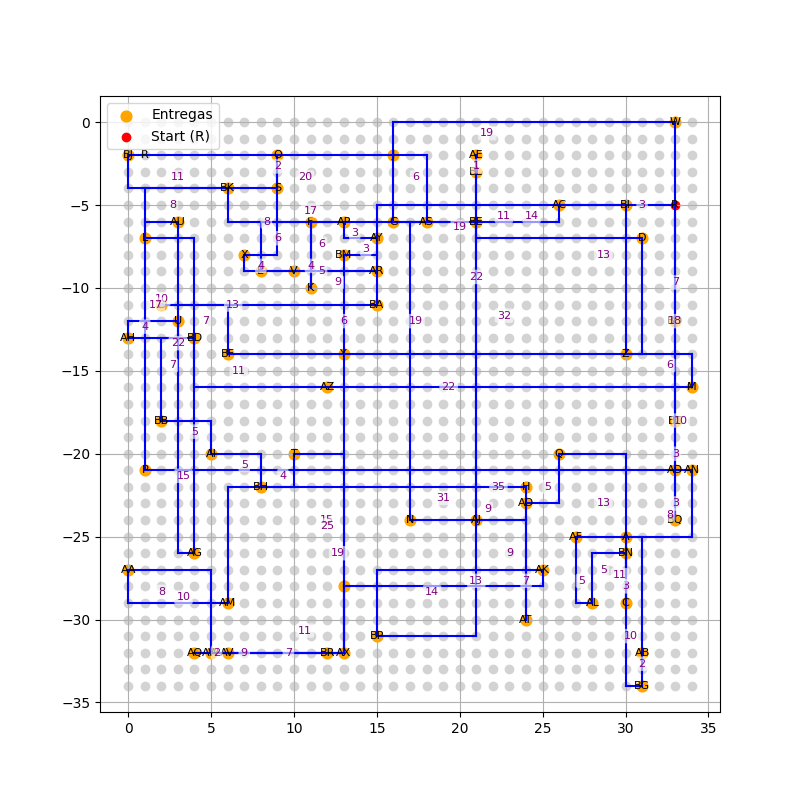 Entregas
Start (R)
W
19
BJ R O AE
2 1
11 20 6
BK S
8 AC BL 3 R
17 11 14
AU 8 F AP G AS BE 19
E 6 6 3 AY D
X BM 3 13
4 V 4 5 AR
9 22 7
K
10
17 13 BA
U 7 6 19 32 18
4
AH 22 BD
BF Y Z
7 11 6
AZ 22 M
BB 10
5
AI T Q 3
P 5 AD AN
15 4
BH 35 H 5
31 AO 13 3
9
15 N AJ 8
25
AF
AG 19 9 BN
AA AK 5 11
13 7 5 3
8 14
10
AM AL C
AT
11 BP 10
AQ 2 AV 9 7 BR AX AB
2
BG
0
−5
−10
−15
−20
−25
−30
−35
0 5 10 15 20 25 30 35